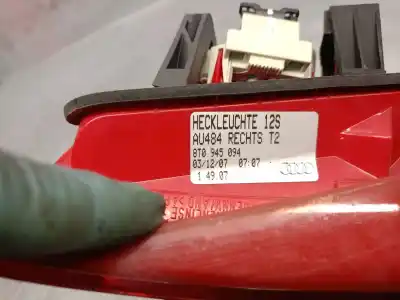 HECKLEUCHTE 12S
AU484 RECHTS T2
8T0 945 094
03/12/07 07:07
1 49.07